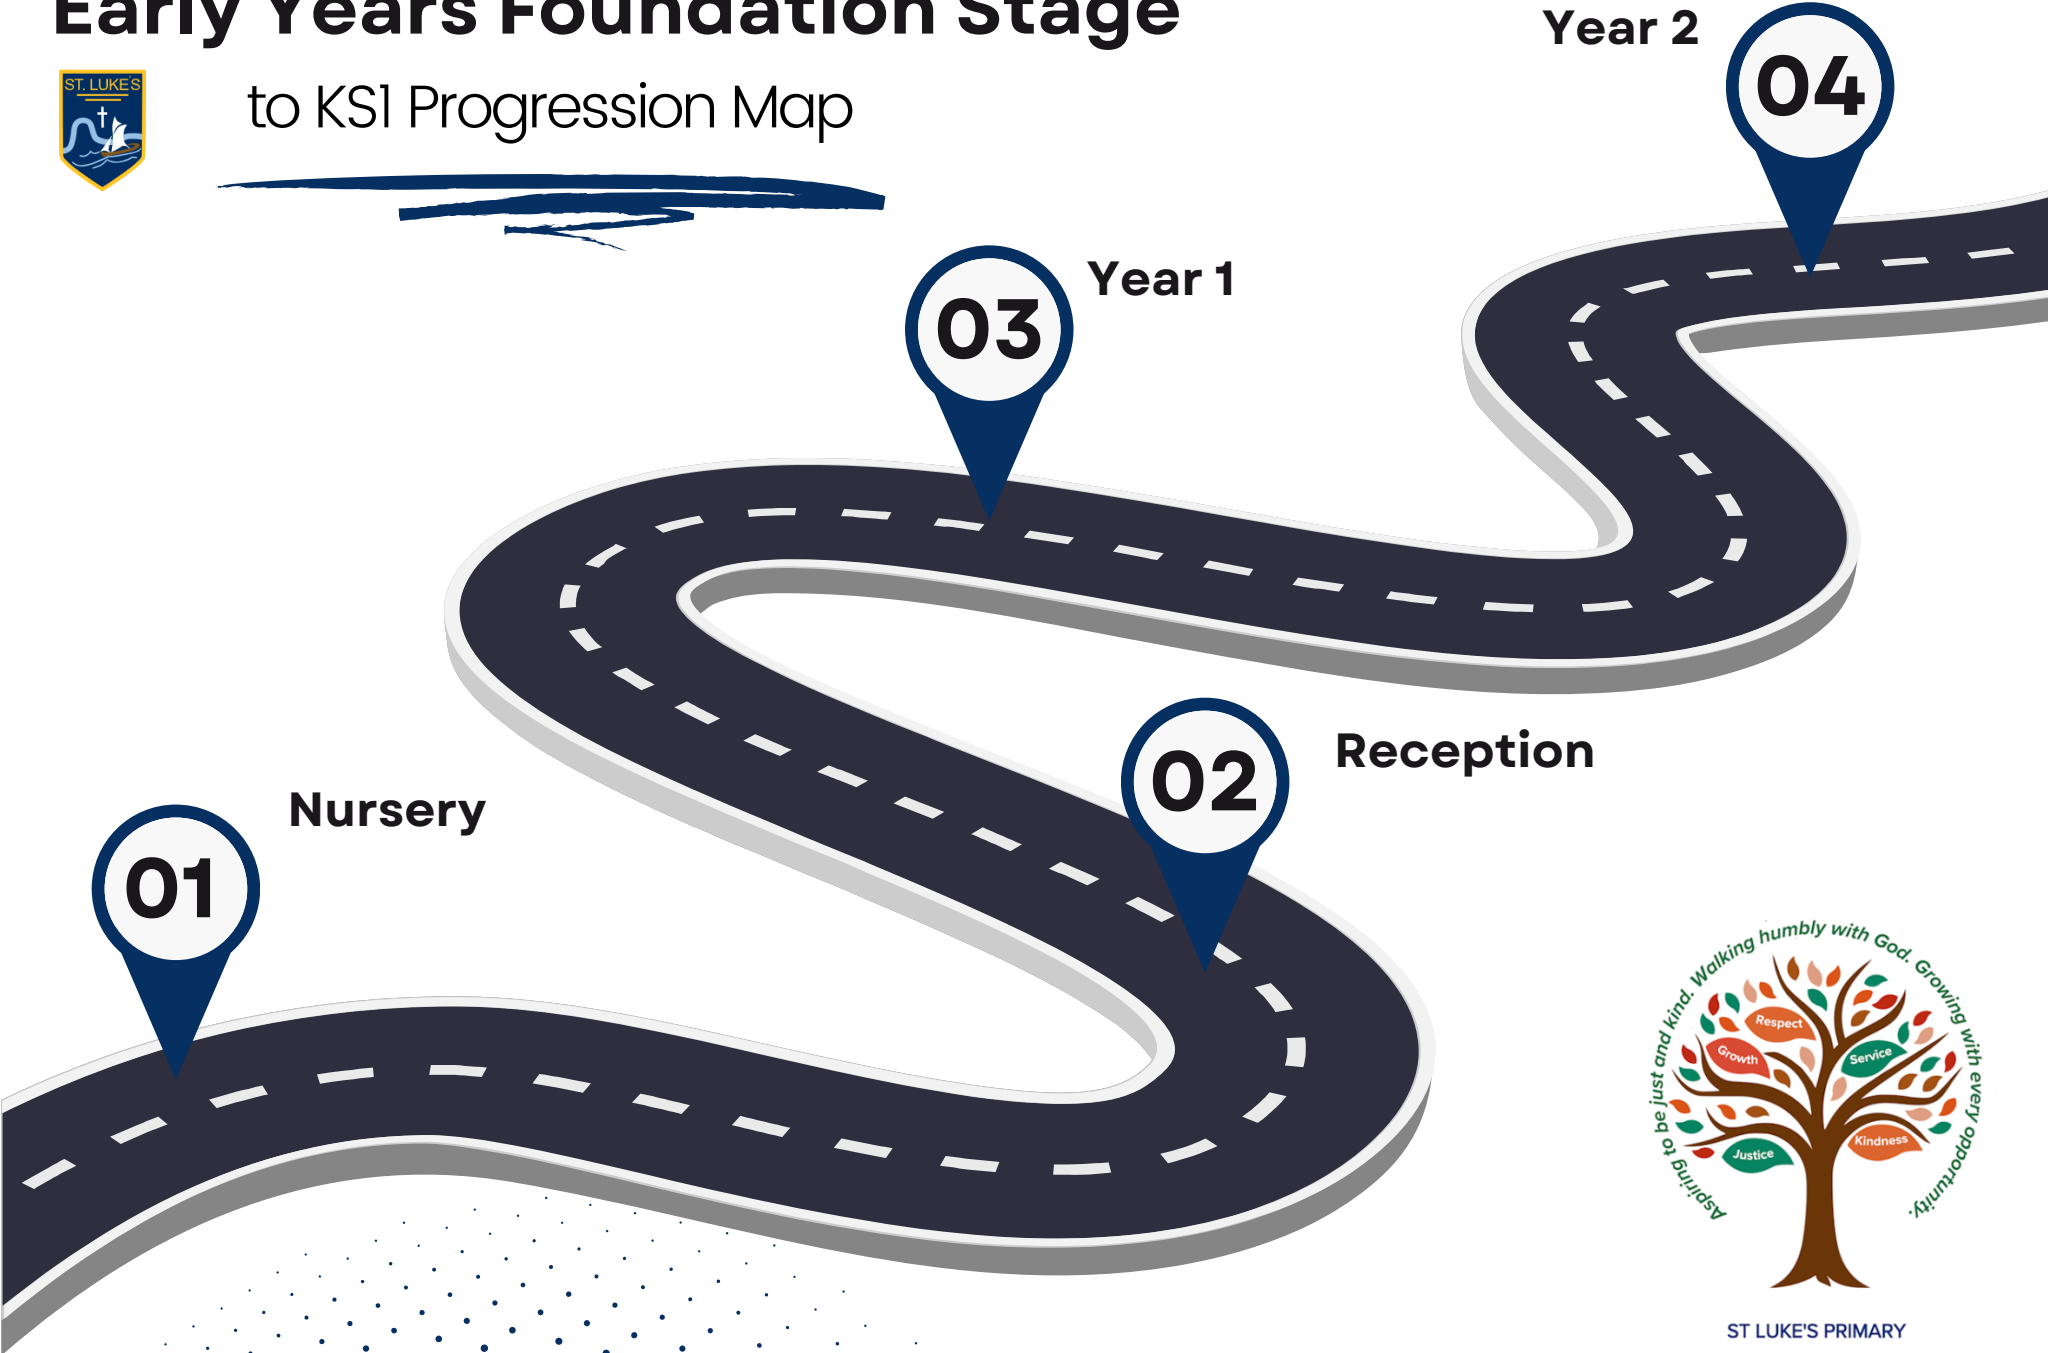 Early Years Foundation Stage
to KS1 Progression Map
ST. LUKE'S
Year 2
04
03
Year 1
02
Reception
Nursery
01
Aspiring to be just and kind. Walking humbly with God. Growing with every opportunity.
Respect
Growth
Service
Kindness
Justice
ST LUKE'S PRIMARY